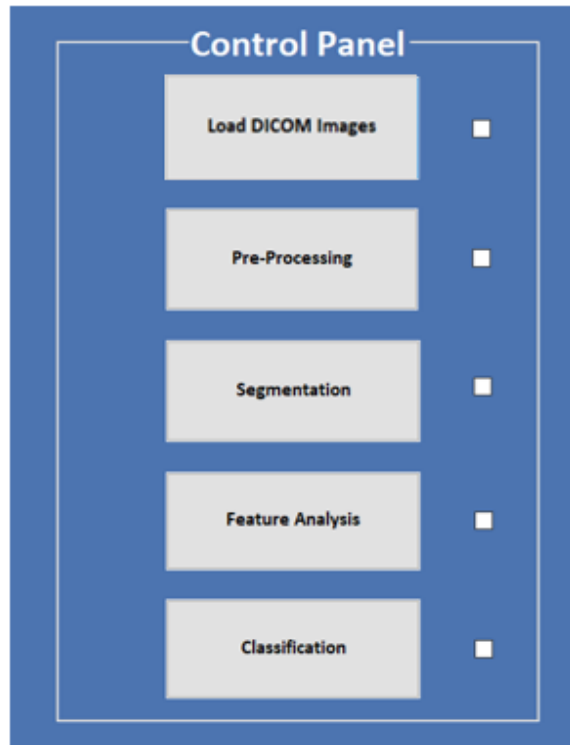 Control Panel
Load DICOM Images
Pre-Processing
Segmentation
Feature Analysis
Classification